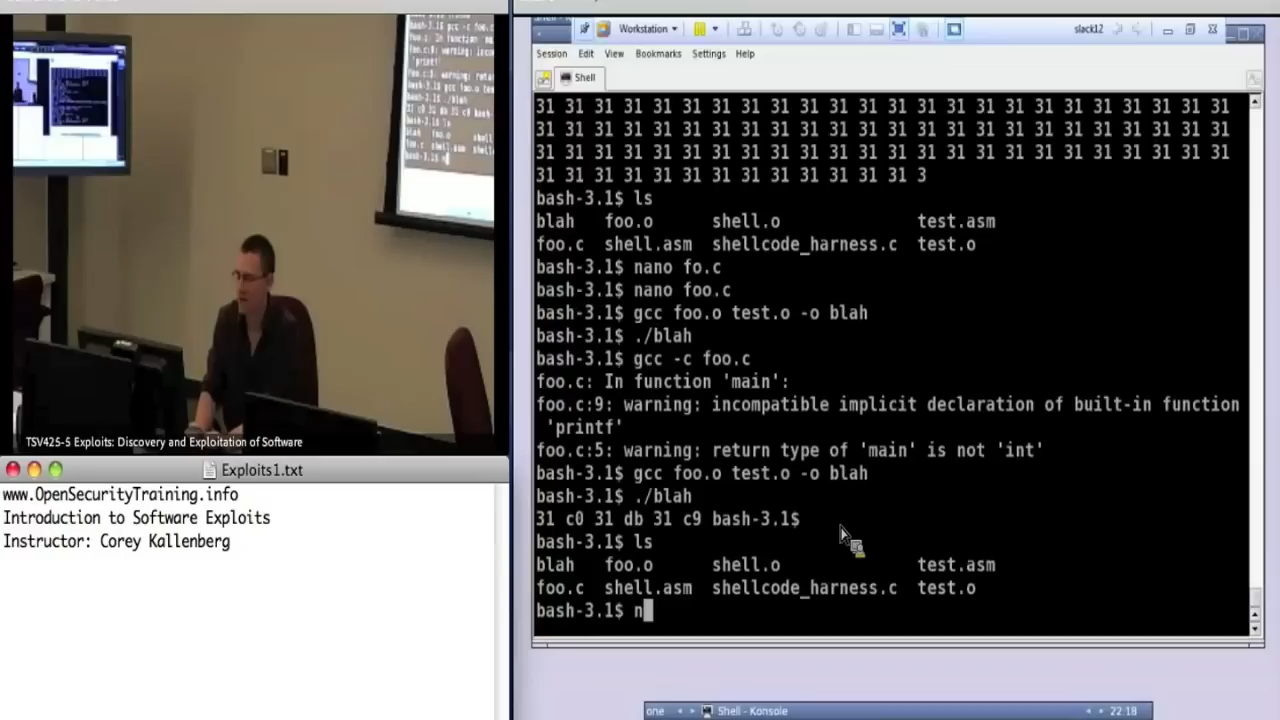 Workstation
slack12
Session Edit View Bookmarks Settings Help
Shell
31 31 31 31 31 31 31 31 31 31 31 31 31 31 31 31 31 31 31 31 31 31 31 31
31 31 31 31 31 31 31 31 31 31 31 31 31 31 31 31 31 31 31 31 31 31 31 31
31 31 31 31 31 31 31 31 31 31 31 31 31 31 31 31 31 31 31 31 31 31 31 31
31 31 31 31 31 31 31 31 31 31 31 31 31 3
bash-3.1$ ls
blah foo.o shell.o test.asm
foo.c shell.asm shellcode_harness.c test.o
bash-3.1$ nano fo.c
bash-3.1$ nano foo.c
bash-3.1$ gcc foo.o test.o -o blah
bash-3.1$ ./blah
bash-3.1$ gcc -c foo.c
foo.c: In function 'main':
foo.c:9: warning: incompatible implicit declaration of built-in function
'printf'
foo.c:5: warning: return type of 'main' is not 'int'
bash-3.1$ gcc foo.o test.o -o blah
bash-3.1$ ./blah
31 c0 31 db 31 c9 bash-3.1$
bash-3.1$ ls
blah foo.o shell.o test.asm
foo.c shell.asm shellcode_harness.c test.o
bash-3.1$ n
one
Shell - Konsole
22:18
TSV425-5 Exploits: Discovery and Exploitation of Software
Exploits1.txt
www.OpenSecurityTraining.info
Introduction to Software Exploits
Instructor: Corey Kallenberg